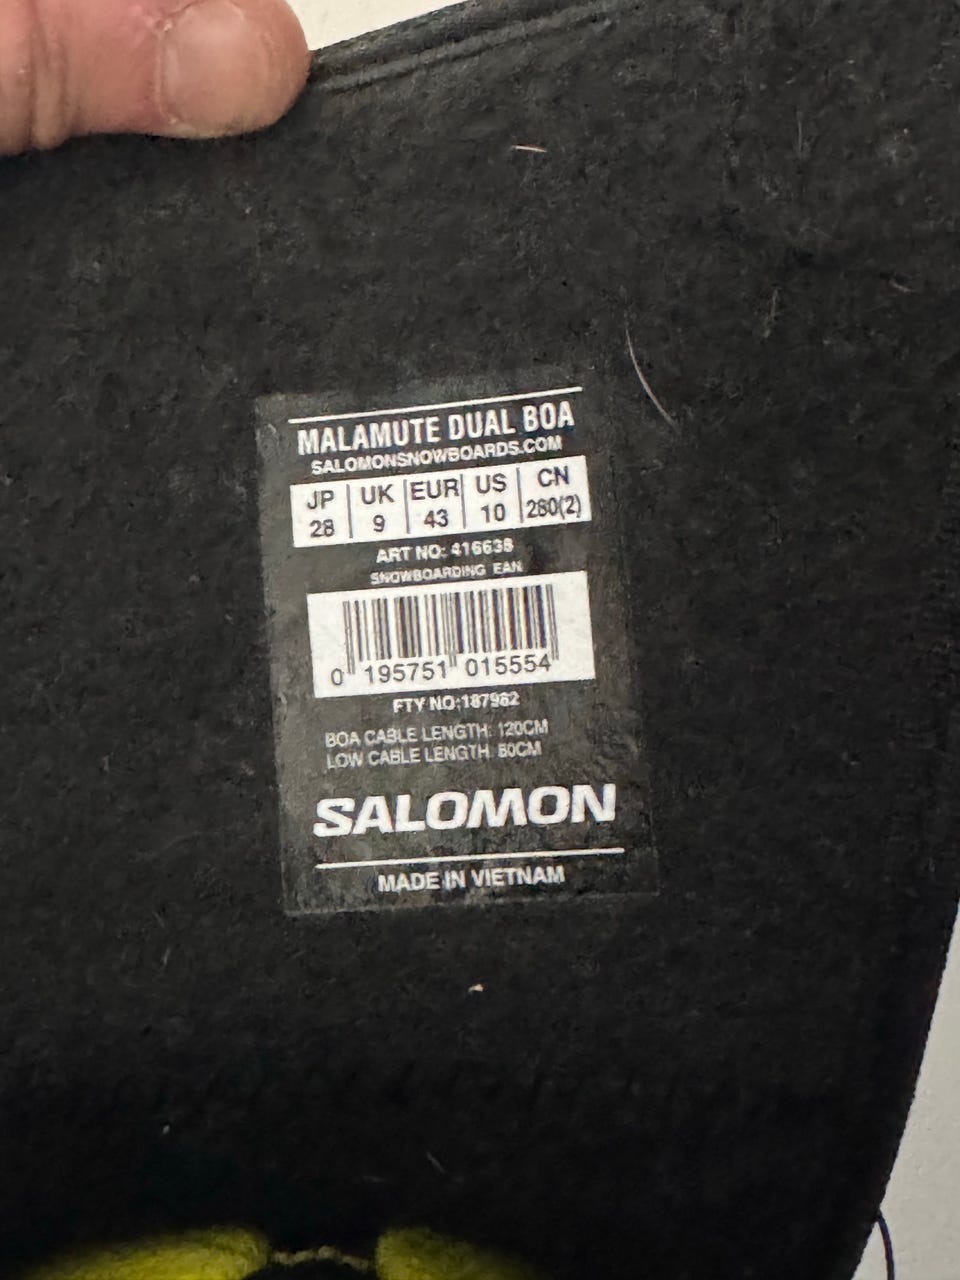 MALAMUTE DUAL BOA
SALOMONSNOWBOARDS.COM
JP UK EUR US CN
28 9 43 10 280(2)
ART NO: 416638
SNOWBOARDING EAN
0 195751 015554
FTY NO:187982
BOA CABLE LENGTH: 120CM
LOW CABLE LENGTH: 80CM
SALOMON
MADE IN VIETNAM